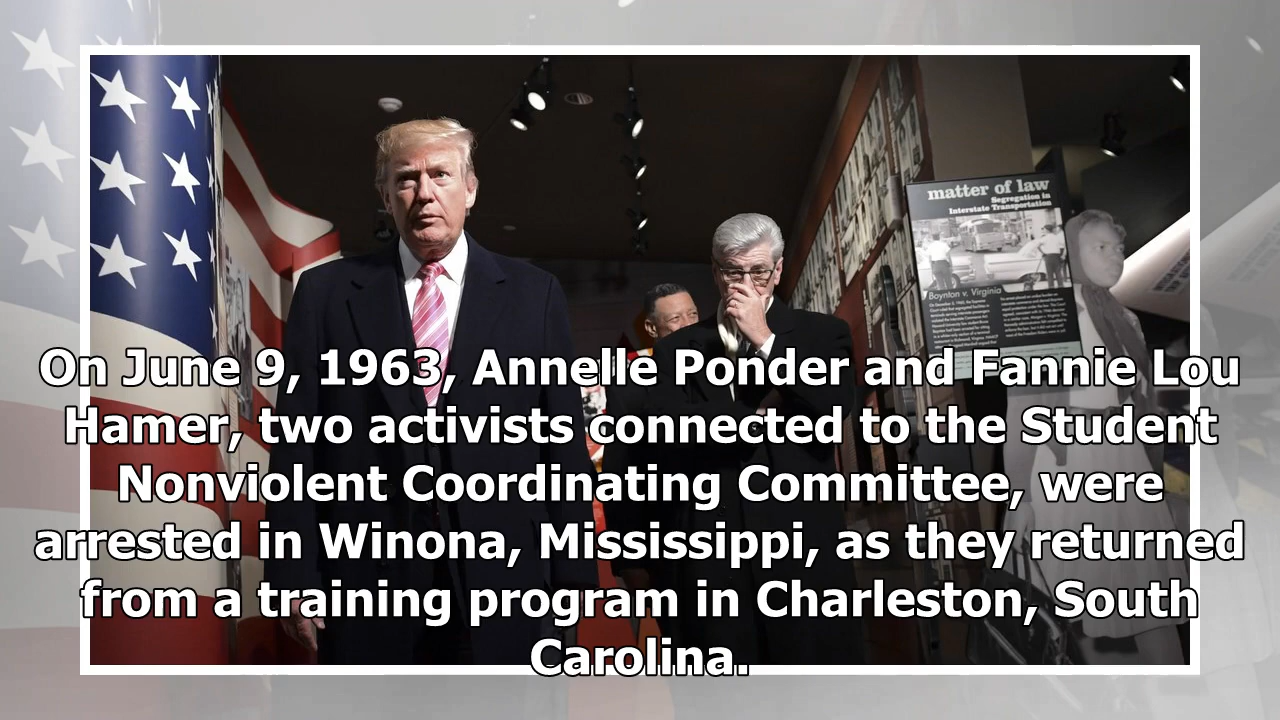 matter of law
Segregation in
Interstate Transportation
Boynton v. Virginia
On June 9, 1963, Annelle Ponder and Fannie Lou
Hamer, two activists connected to the Student
Nonviolent Coordinating Committee, were
arrested in Winona, Mississippi, as they returned
from a training program in Charleston, South
Carolina.